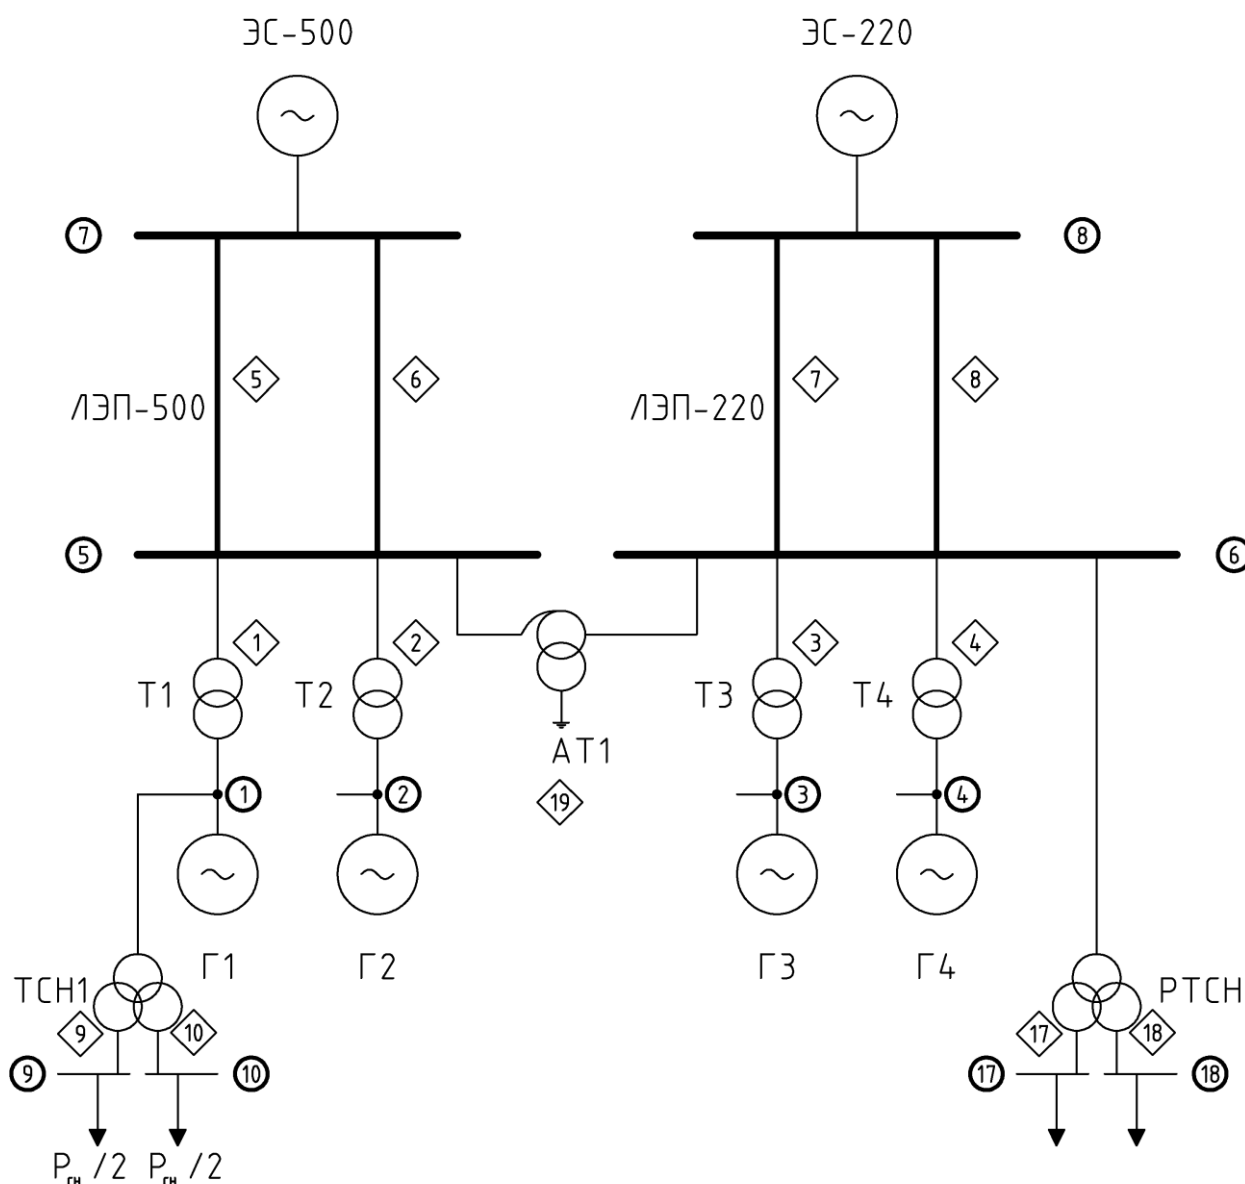 ЭС-500 ЭС-220
7 8
5 6 7 8
ЛЭП-500 ЛЭП-220
5 6
1 2 3 4
Т1 Т2 Т3 Т4
АТ1
1 2 19 3 4
Г1 Г2 Г3 Г4
ТСН1 РТСН
9 10 17 18
9 10 17 18
Pсн /2 Pсн /2